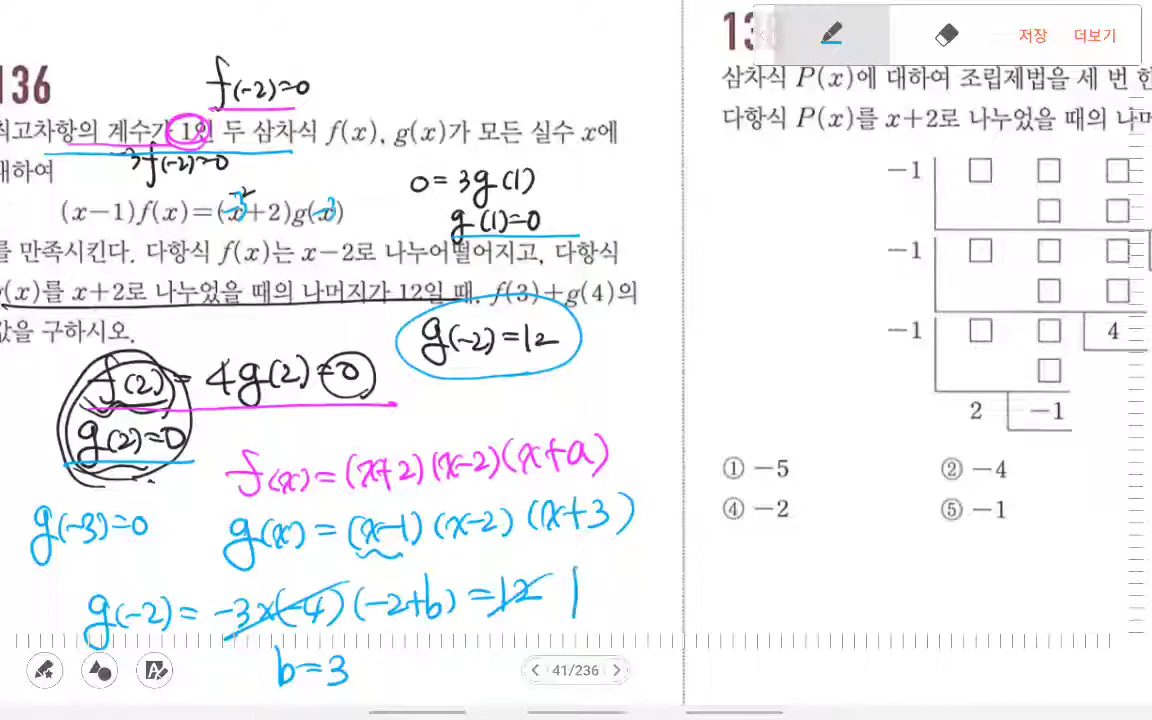 136
f(-2)=0
최고차항의 계수가 1인 두 삼차식 f(x), g(x)가 모든 실수 x에
-3f(-2)=0
대하여
0=3g(1)
(x-1)f(x)=(x+2)g(x)
g(1)=0
를 만족시킨다. 다항식 f(x)는 x-2로 나누어떨어지고, 다항식
g(x)를 x+2로 나누었을 때의 나머지가 12일 때, f(3)+g(4)의
값을 구하시오.
g(-2)=12
f(2)=4g(2)=0
g(2)=0
f(x)=(x+2)(x-2)(x+a)
g(-3)=0
g(x)=(x-1)(x-2)(x+3)
g(-2)=-3×(-4)(-2+b)=12 1
b=3
41/236
저장 더보기
삼차식 P(x)에 대하여 조립제법을 세 번 한
다항식 P(x)를 x+2로 나누었을 때의 나머
-1 □ □ □
□ □
-1 □ □ □
□ □
-1 □ □ 4
□
2 -1
① -5 ② -4
④ -2 ⑤ -1